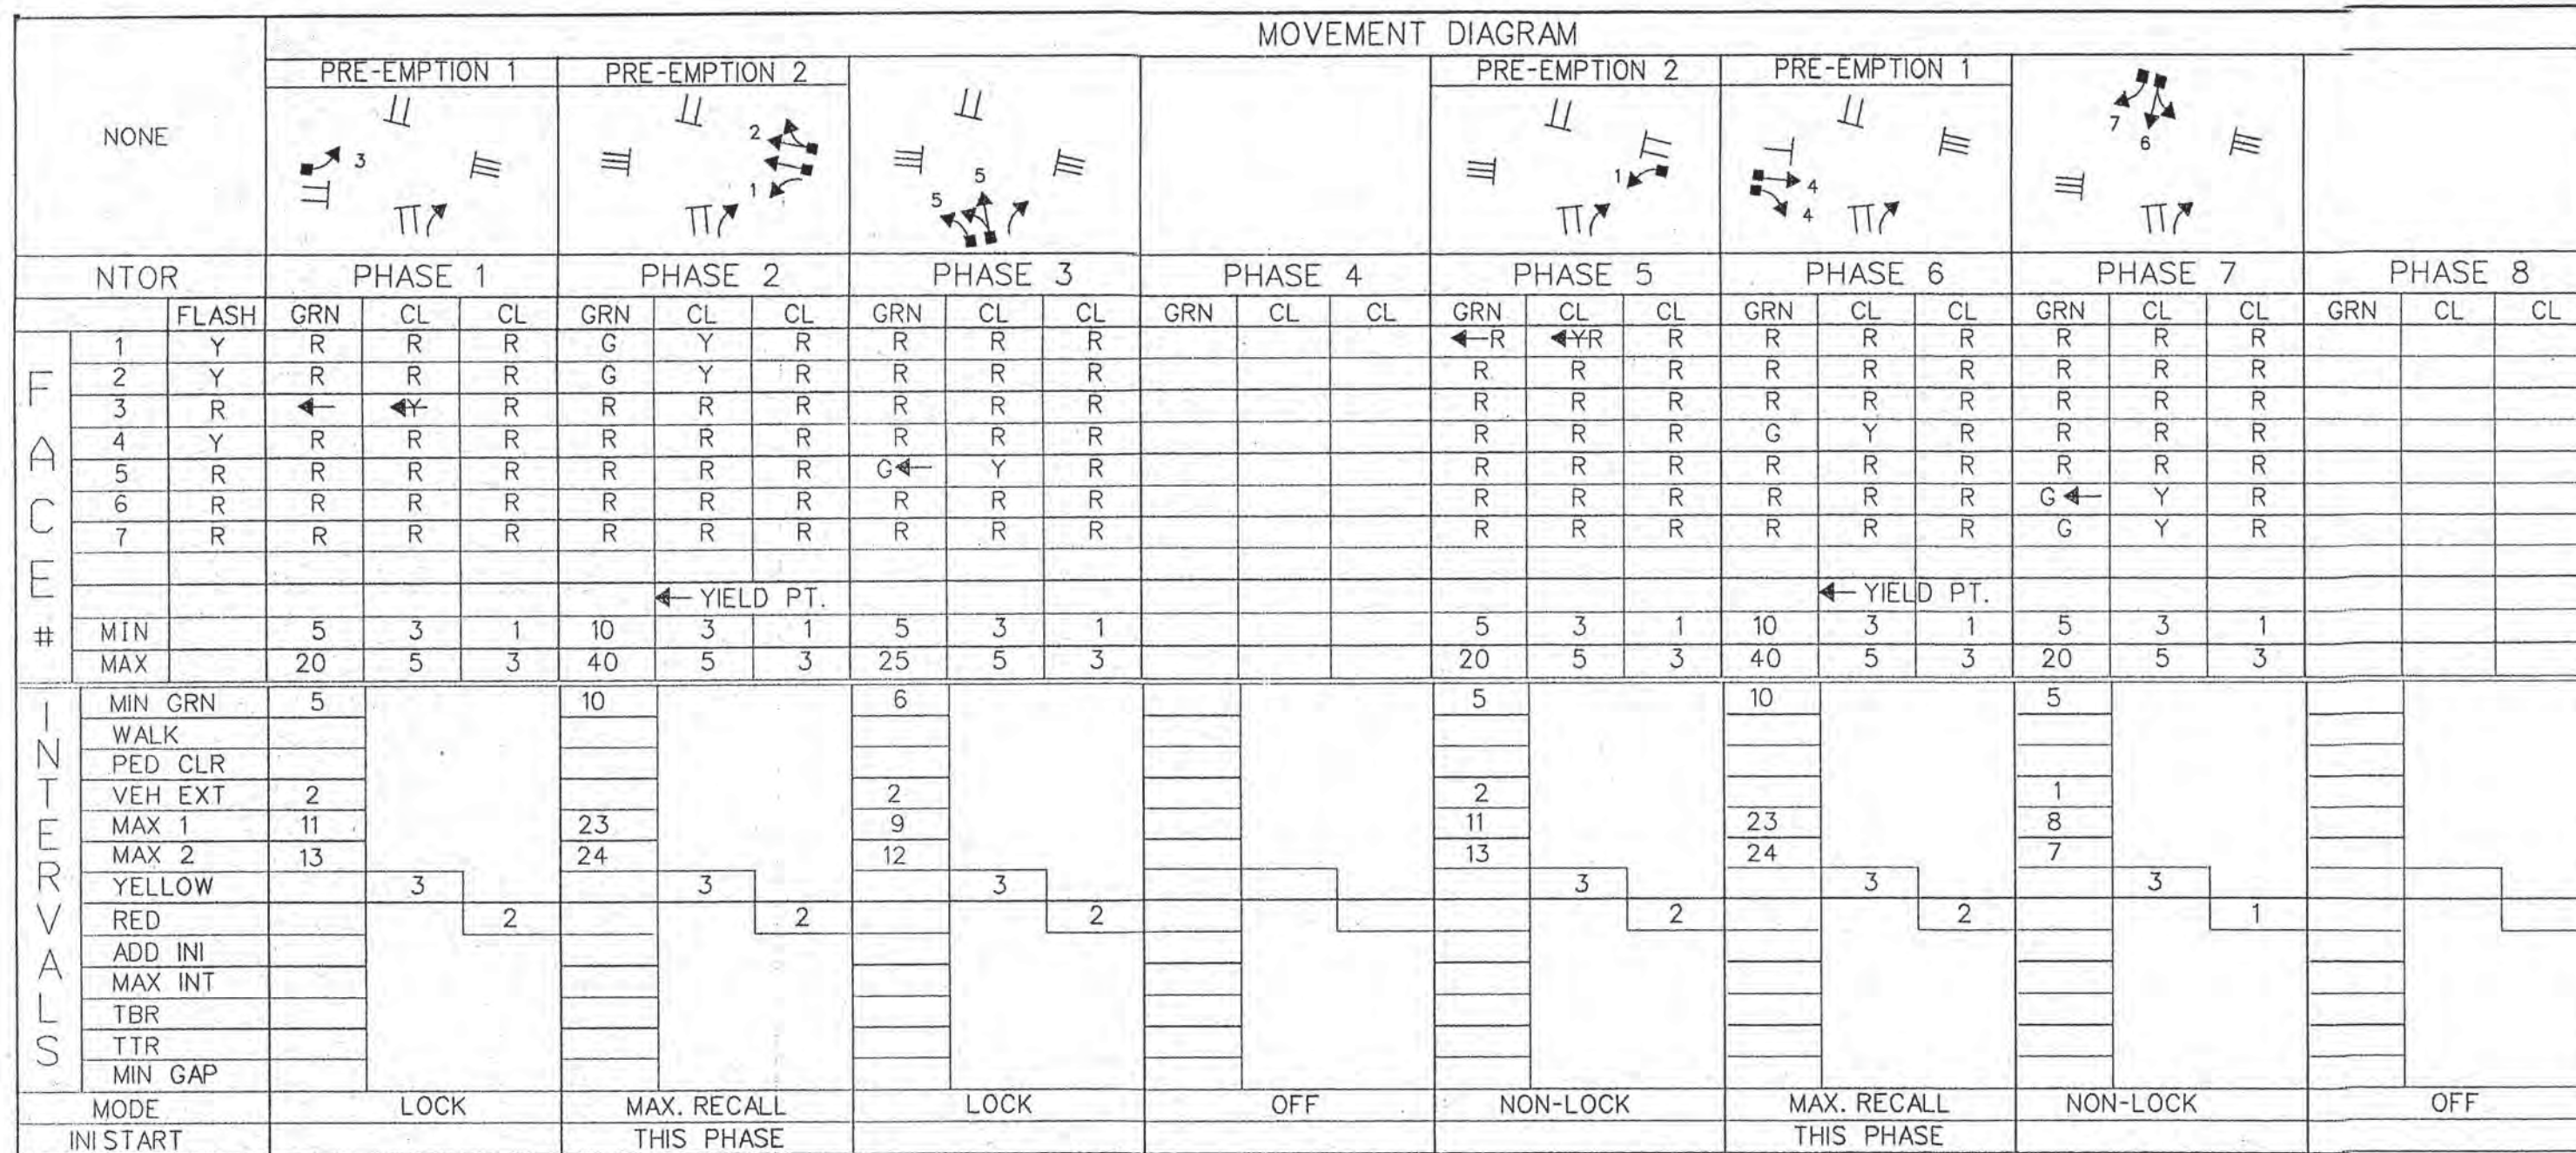 MOVEMENT DIAGRAM
NONE
PRE-EMPTION 1 PRE-EMPTION 2 PRE-EMPTION 2 PRE-EMPTION 1
3
2
1
5
5
1
4
4
7
6
NTOR PHASE 1 PHASE 2 PHASE 3 PHASE 4 PHASE 5 PHASE 6 PHASE 7 PHASE 8
FLASH GRN CL CL GRN CL CL GRN CL CL GRN CL CL GRN CL CL GRN CL CL GRN CL CL GRN CL CL
FACE #
1 Y R R R G Y R R R R ←R ←YR R R R R R R R
2 Y R R R G Y R R R R R R R R R R R R R
3 R ← ←Y R R R R R R R R R R R R R R R R
4 Y R R R R R R R R R R R R G Y R R R R
5 R R R R R R R G← Y R R R R R R R R R R
6 R R R R R R R R R R R R R R R R G← Y R
7 R R R R R R R R R R R R R R R R G Y R
← YIELD PT. ← YIELD PT.
MIN 5 3 1 10 3 1 5 3 1 5 3 1 10 3 1 5 3 1
MAX 20 5 3 40 5 3 25 5 3 20 5 3 40 5 3 20 5 3
INTERVALS
MIN GRN 5 10 6 5 10 5
WALK
PED CLR
VEH EXT 2 2 2 1
MAX 1 11 23 9 11 23 8
MAX 2 13 24 12 13 24 7
YELLOW 3 3 3 3 3 3
RED 2 2 2 2 2 1
ADD INI
MAX INT
TBR
TTR
MIN GAP
MODE LOCK MAX. RECALL LOCK OFF NON-LOCK MAX. RECALL NON-LOCK OFF
INI START THIS PHASE THIS PHASE